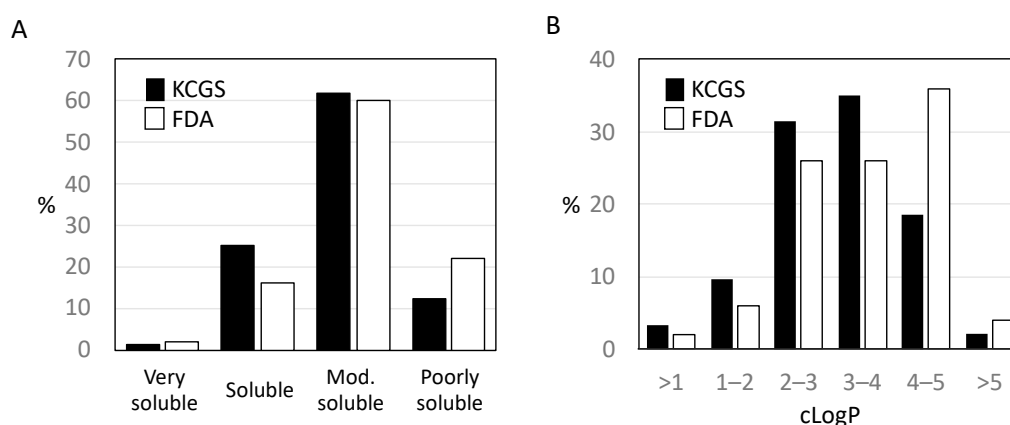 A
70
60
50
40
30
20
10
0
%
KCGS
FDA
Very soluble
Soluble
Mod. soluble
Poorly soluble
B
40
30
20
10
0
%
KCGS
FDA
>1
1–2
2–3
3–4
4–5
>5
cLogP